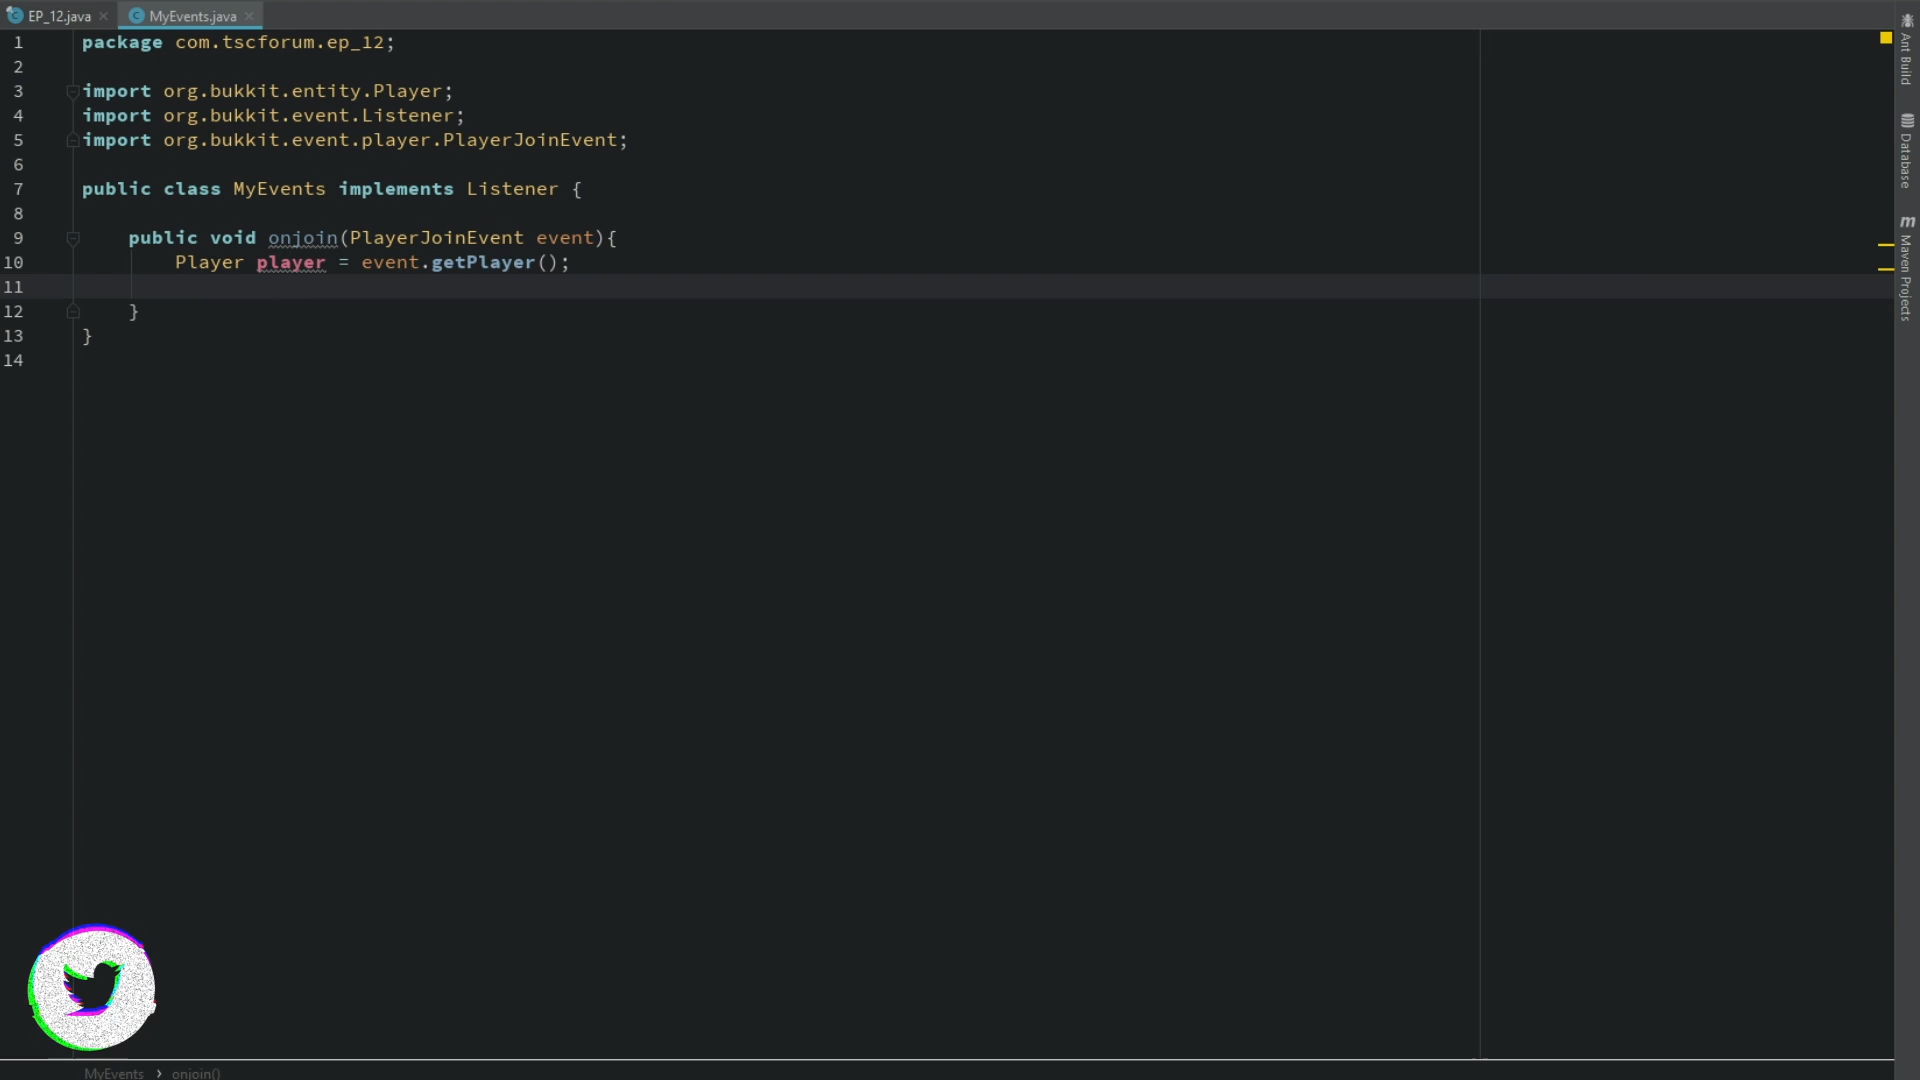 EP_12.java
MyEvents.java
1 package com.tscforum.ep_12;
2
3 import org.bukkit.entity.Player;
4 import org.bukkit.event.Listener;
5 import org.bukkit.event.player.PlayerJoinEvent;
6
7 public class MyEvents implements Listener {
8
9 public void onjoin(PlayerJoinEvent event){
10 Player player = event.getPlayer();
11
12 }
13 }
14
Ant Build
Database
m Maven Projects
MyEvents › onjoin()